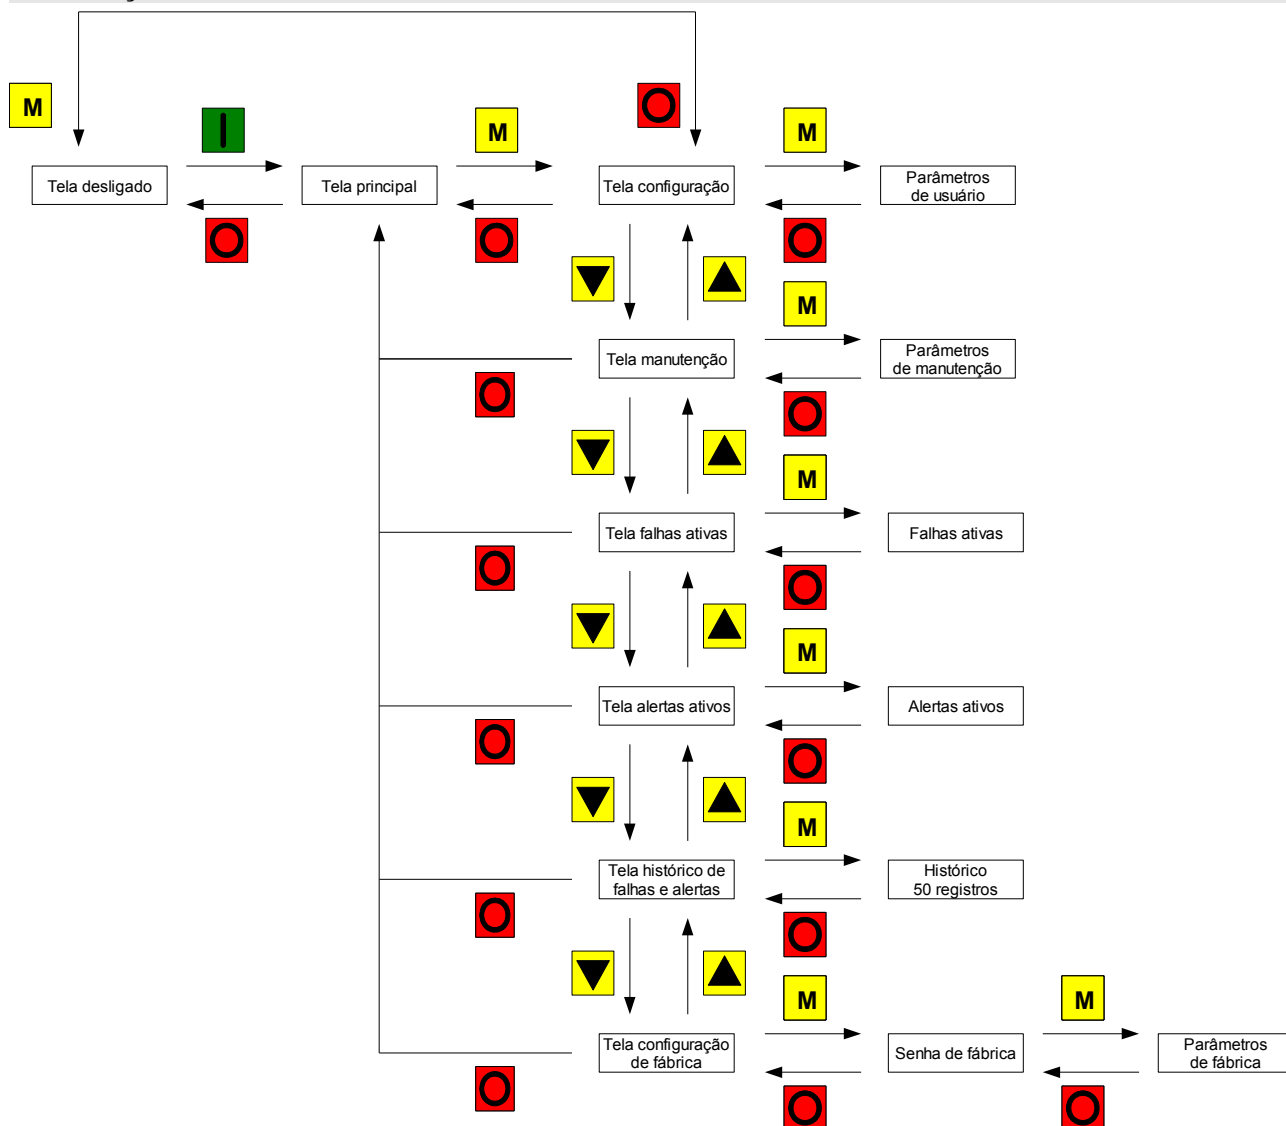 M
M
M
Tela desligado
Tela principal
Tela configuração
Parâmetros
de usuário
M
Tela manutenção
Parâmetros
de manutenção
M
Tela falhas ativas
Falhas ativas
M
Tela alertas ativos
Alertas ativos
M
Tela histórico de
falhas e alertas
Histórico
50 registros
M
M
Tela configuração
de fábrica
Senha de fábrica
Parâmetros
de fábrica